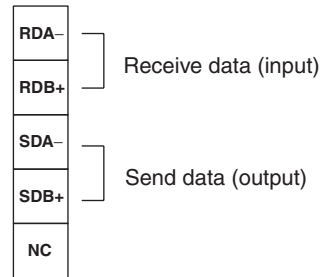 RDA−
RDB+
Receive data (input)
SDA−
SDB+
Send data (output)
NC